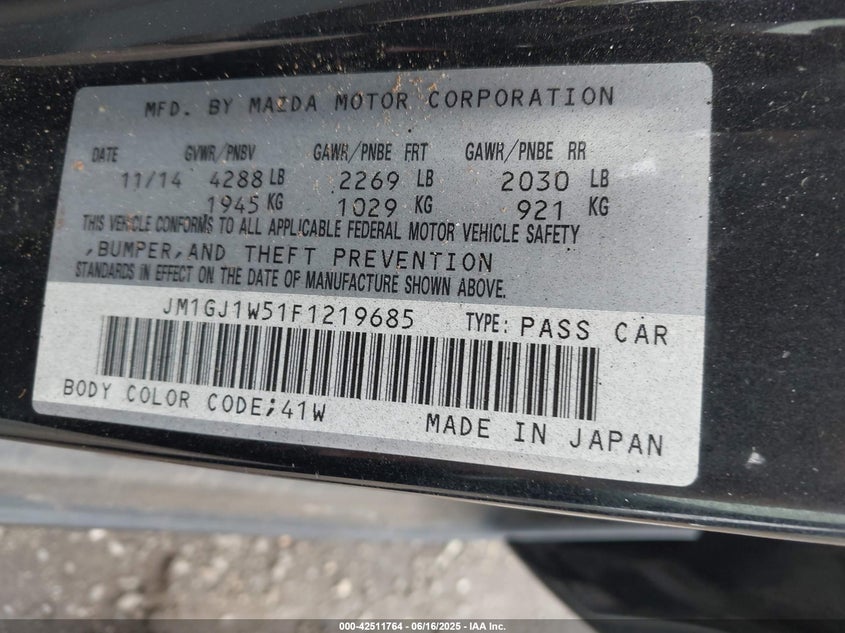 MFD. BY MAZDA MOTOR CORPORATION
DATE GVWR/PNBV GAWR/PNBE FRT GAWR/PNBE RR
11/14 4288 LB 2269 LB 2030 LB
1945 KG 1029 KG 921 KG
THIS VEHICLE CONFORMS TO ALL APPLICABLE FEDERAL MOTOR VEHICLE SAFETY
,BUMPER,AND THEFT PREVENTION
STANDARDS IN EFFECT ON THE DATE OF MANUFACTURE SHOWN ABOVE.
JM1GJ1W51F1219685 TYPE: PASS CAR
BODY COLOR CODE;41W
MADE IN JAPAN
000-42511764 | 06/16/2025 - IAA Inc.